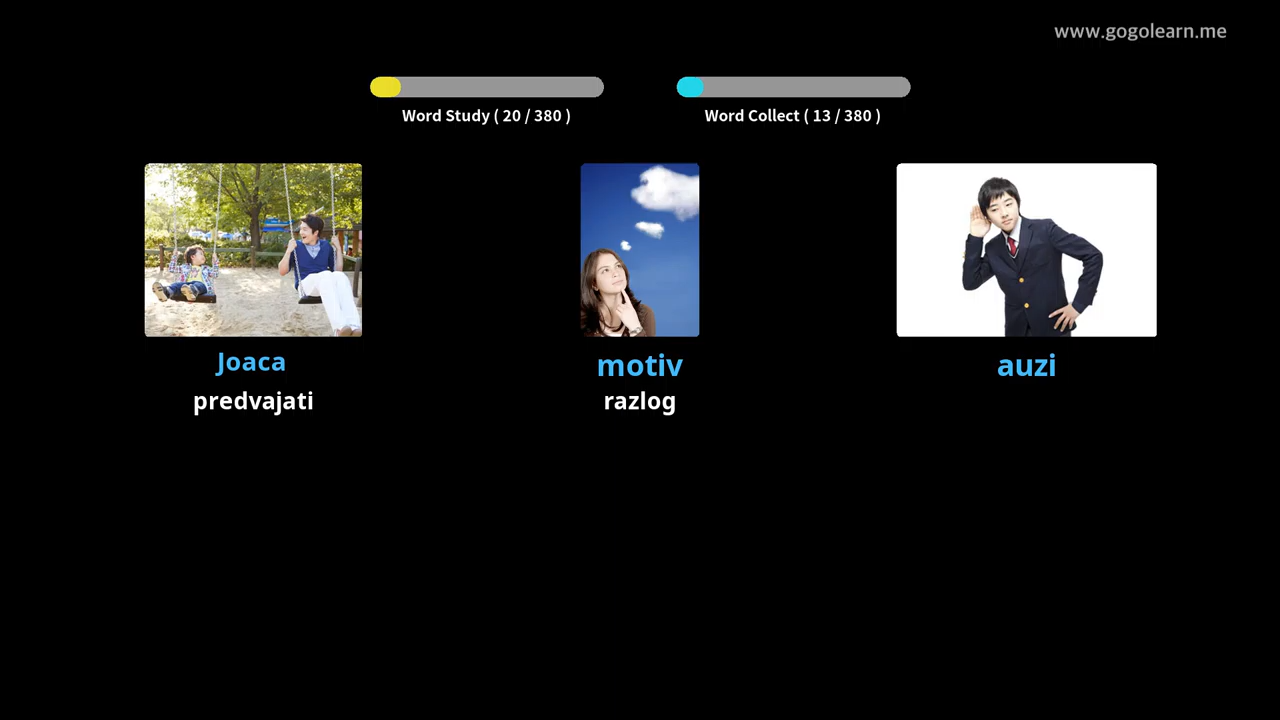 www.gogolearn.me
Word Study ( 20 / 380 )
Word Collect ( 13 / 380 )
Joaca
motiv
auzi
predvajati
razlog